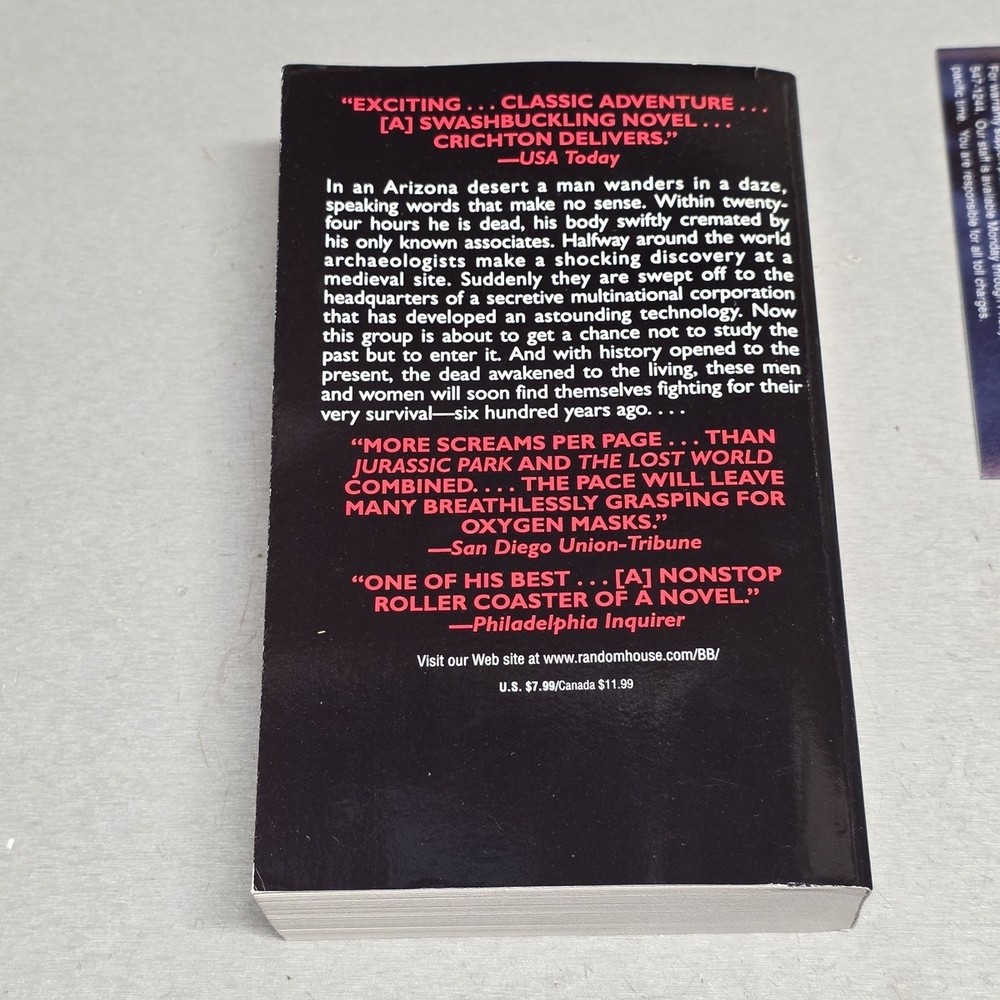 “EXCITING . . . CLASSIC ADVENTURE . . .
[A] SWASHBUCKLING NOVEL . . .
CRICHTON DELIVERS.”
—USA Today
In an Arizona desert a man wanders in a daze,
speaking words that make no sense. Within twenty-
four hours he is dead, his body swiftly cremated by
his only known associates. Halfway around the world
archaeologists make a shocking discovery at a
medieval site. Suddenly they are swept off to the
headquarters of a secretive multinational corporation
that has developed an astounding technology. Now
this group is about to get a chance not to study the
past but to enter it. And with history opened to the
present, the dead awakened to the living, these men
and women will soon find themselves fighting for their
very survival—six hundred years ago. . . .
“MORE SCREAMS PER PAGE . . . THAN
JURASSIC PARK AND THE LOST WORLD
COMBINED. . . . THE PACE WILL LEAVE
MANY BREATHLESSLY GRASPING FOR
OXYGEN MASKS.”
—San Diego Union-Tribune
“ONE OF HIS BEST . . . [A] NONSTOP
ROLLER COASTER OF A NOVEL.”
—Philadelphia Inquirer
Visit our Web site at www.randomhouse.com/BB/
U.S. $7.99/Canada $11.99
For warranty
547-1244. Our staff is available Monday through
pacific time. You are responsible for all toll charges.